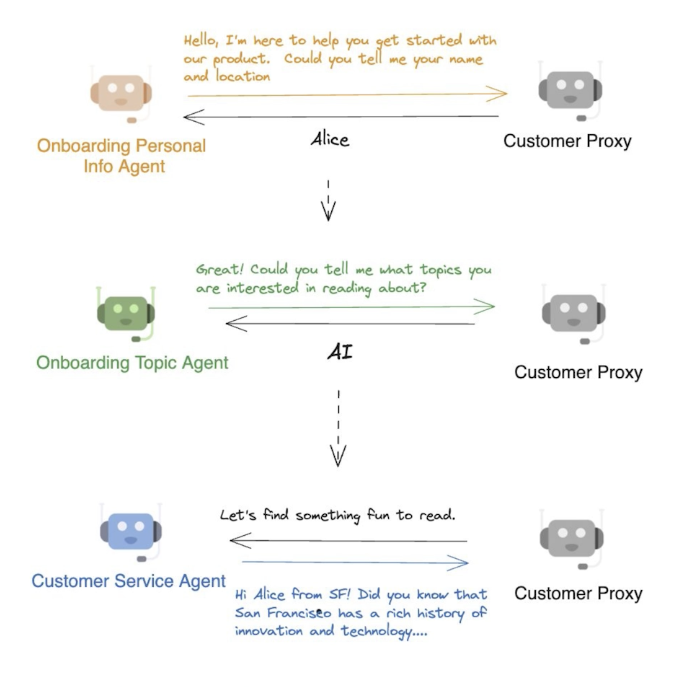 Hello, I'm here to help you get started with
our product. Could you tell me your name
and location
Onboarding Personal
Info Agent
Alice
Customer Proxy
Great! Could you tell me what topics you
are interested in reading about?
Onboarding Topic Agent
AI
Customer Proxy
Let's find something fun to read.
Customer Service Agent
Customer Proxy
Hi Alice from SF! Did you know that
San Francisco has a rich history of
innovation and technology....